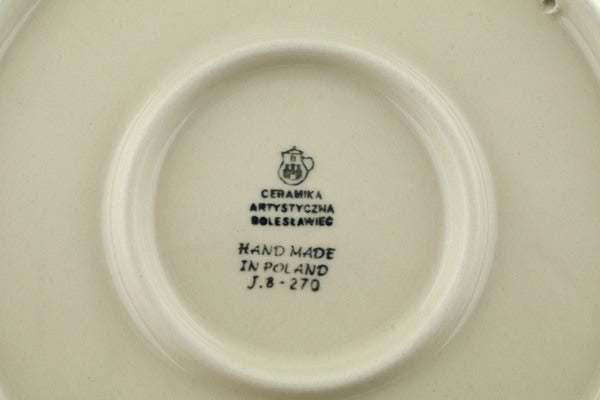 CERAMIKA
ARTYSTYCZNA
BOLESŁAWIEC
HAND MADE
IN POLAND
J.8-270